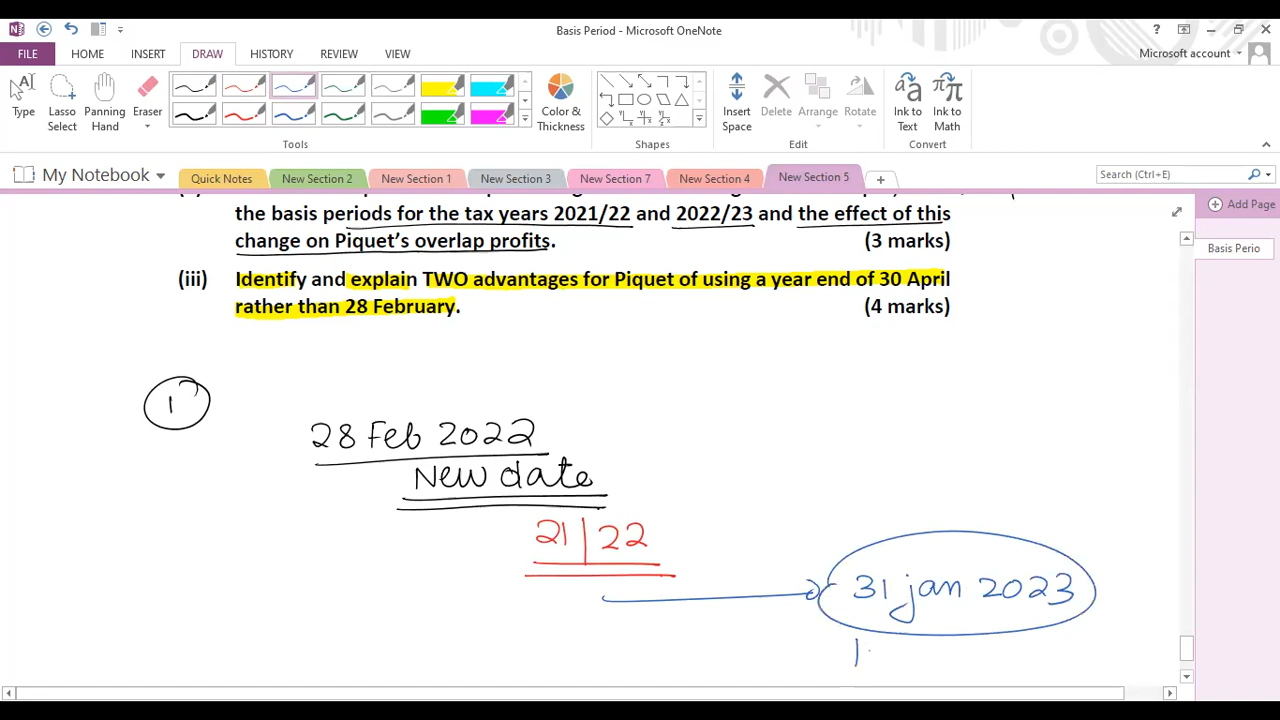 Basis Period - Microsoft OneNote
FILE HOME INSERT DRAW HISTORY REVIEW VIEW Microsoft account
Type Lasso Select Panning Hand Eraser Color & Thickness Insert Space Delete Arrange Rotate Ink to Text Ink to Math
Tools Shapes Edit Convert
My Notebook Quick Notes New Section 2 New Section 1 New Section 3 New Section 7 New Section 4 New Section 5 Search (Ctrl+E)
Add Page
Basis Perio
the basis periods for the tax years 2021/22 and 2022/23 and the effect of this
change on Piquet's overlap profits. (3 marks)
(iii) Identify and explain TWO advantages for Piquet of using a year end of 30 April
rather than 28 February. (4 marks)
1
28 Feb 2022
New date
21 | 22
31 jan 2023